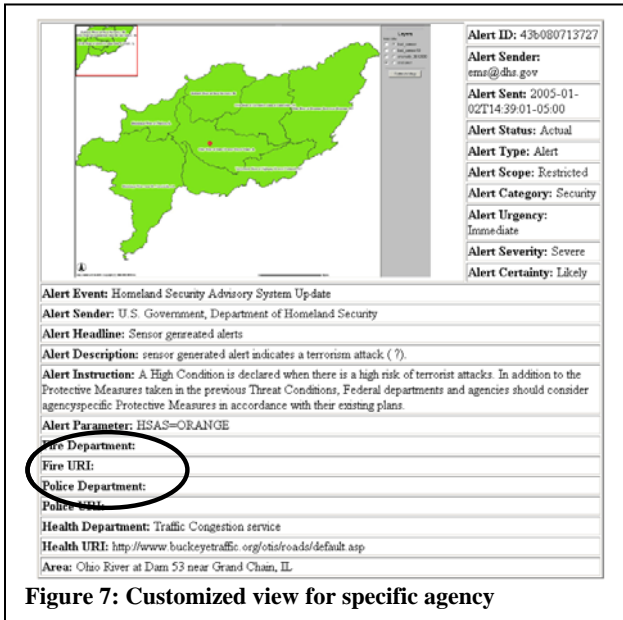 Layers
Alert ID: 43b080713727
Alert Sender:
ems@dhs.gov
Alert Sent: 2005-01-
02T14:39:01-05:00
Alert Status: Actual
Alert Type: Alert
Alert Scope: Restricted
Alert Category: Security
Alert Urgency:
Immediate
Alert Severity: Severe
Alert Certainty: Likely
Alert Event: Homeland Security Advisory System Update
Alert Sender: U.S. Government, Department of Homeland Security
Alert Headline: Sensor genreated alerts
Alert Description: sensor generated alert indicates a terrorism attack ( ?).
Alert Instruction: A High Condition is declared when there is a high risk of terrorist attacks. In addition to the
Protective Measures taken in the previous Threat Conditions, Federal departments and agencies should consider
agencyspecific Protective Measures in accordance with their existing plans.
Alert Parameter: HSAS=ORANGE
Fire Department:
Fire URI:
Police Department:
Police URI:
Health Department: Traffic Congestion service
Health URI: http://www.buckeyetraffic.org/otis/roads/default.asp
Area: Ohio River at Dam 53 near Grand Chain, IL
Figure 7: Customized view for specific agency